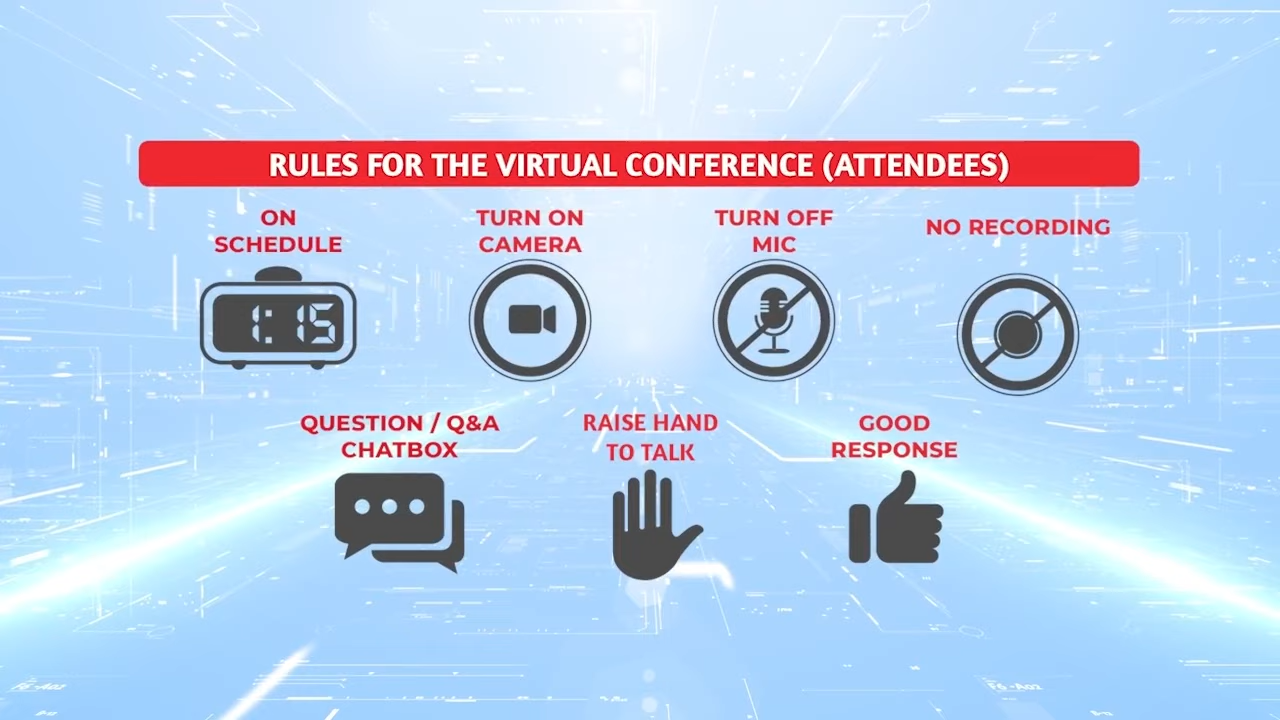 RULES FOR THE VIRTUAL CONFERENCE (ATTENDEES)
ON
SCHEDULE
TURN ON
CAMERA
TURN OFF
MIC
NO RECORDING
1:15
QUESTION / Q&A
CHATBOX
RAISE HAND
TO TALK
GOOD
RESPONSE